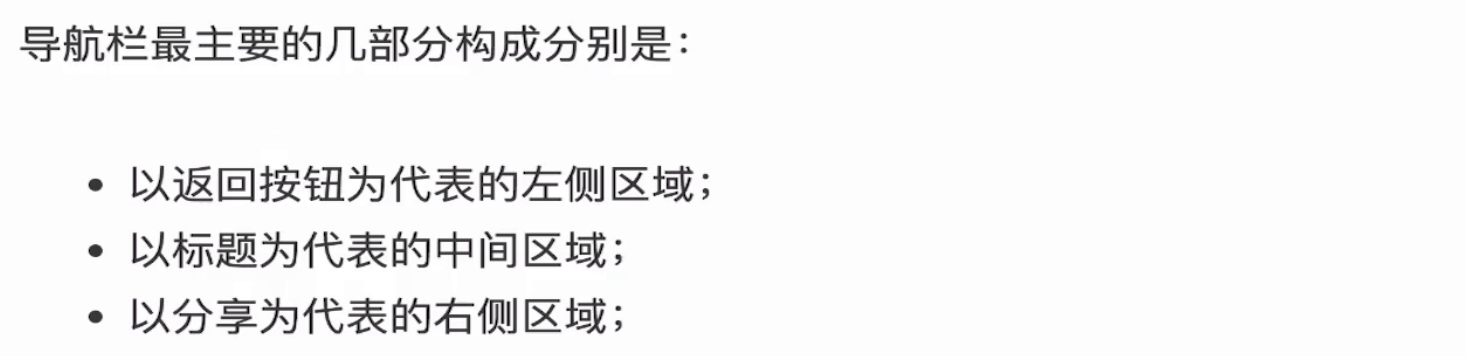 导航栏最主要的几部分构成分别是：
• 以返回按钮为代表的左侧区域；
• 以标题为代表的中间区域；
• 以分享为代表的右侧区域；